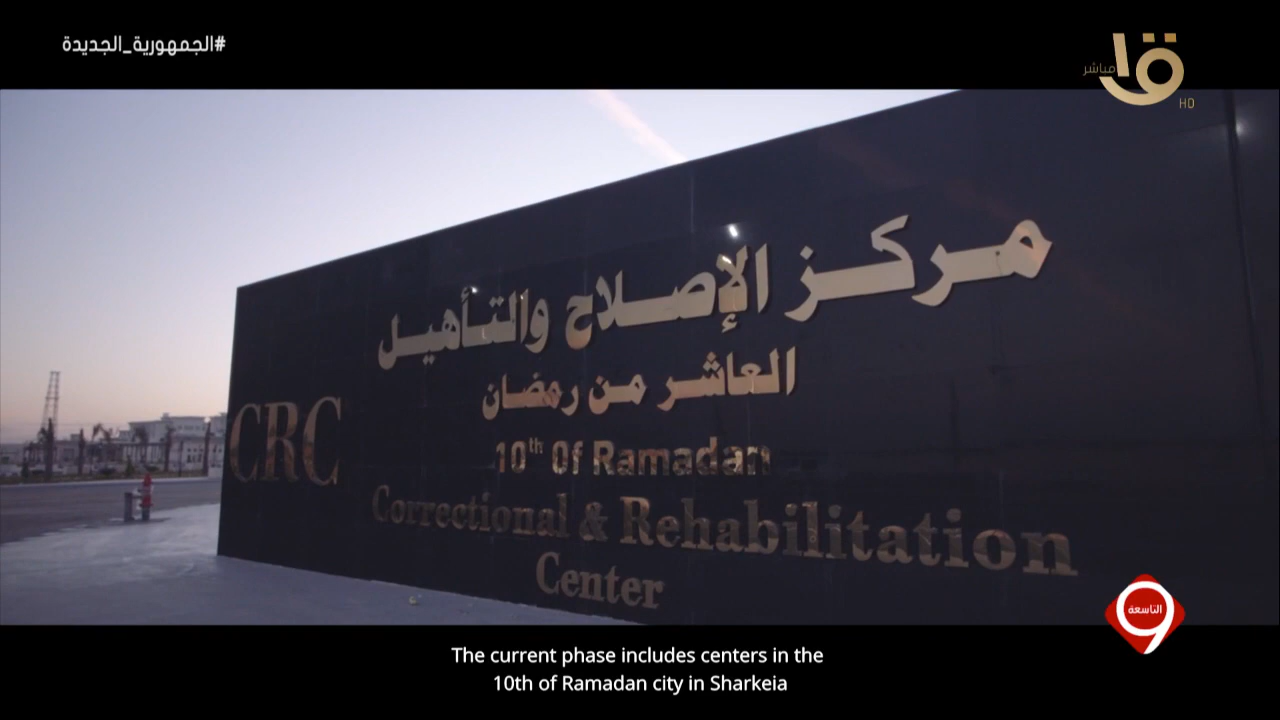 #الجمهورية_الجديدة
مباشر
HD
مركز الإصلاح والتأهيل
العاشر من رمضان
CRC
10th Of Ramadan
Correctional & Rehabilitation
Center
التاسعة
9
The current phase includes centers in the
10th of Ramadan city in Sharkeia